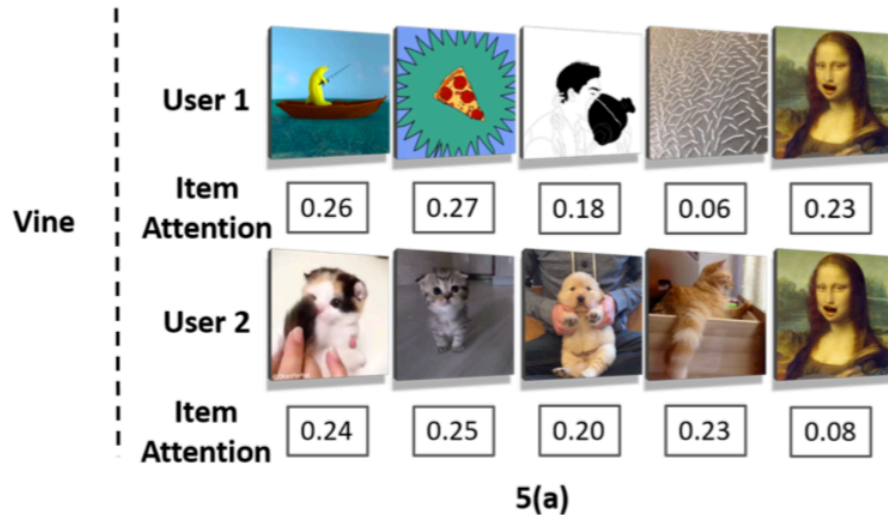 Vine
User 1
Item
Attention
0.26 0.27 0.18 0.06 0.23
User 2
Item
Attention
0.24 0.25 0.20 0.23 0.08
5(a)